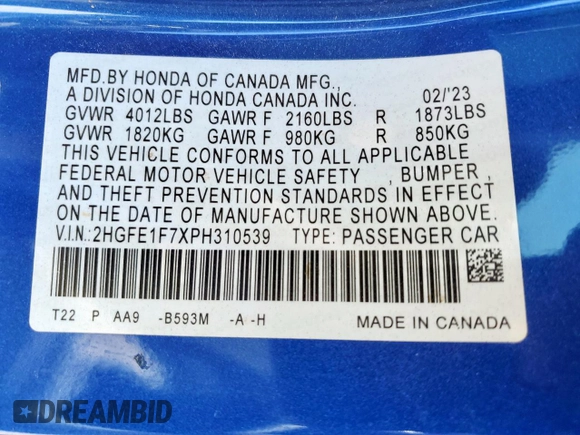 MFD.BY HONDA OF CANADA MFG.,
A DIVISION OF HONDA CANADA INC. 02/'23
GVWR 4012LBS GAWR F 2160LBS R 1873LBS
GVWR 1820KG GAWR F 980KG R 850KG
THIS VEHICLE CONFORMS TO ALL APPLICABLE
FEDERAL MOTOR VEHICLE SAFETY , BUMPER ,
AND THEFT PREVENTION STANDARDS IN EFFECT
ON THE DATE OF MANUFACTURE SHOWN ABOVE.
V.I.N.:2HGFE1F7XPH310539 TYPE: PASSENGER CAR
T22 P AA9 -B593M -A -H MADE IN CANADA
DREAMBID